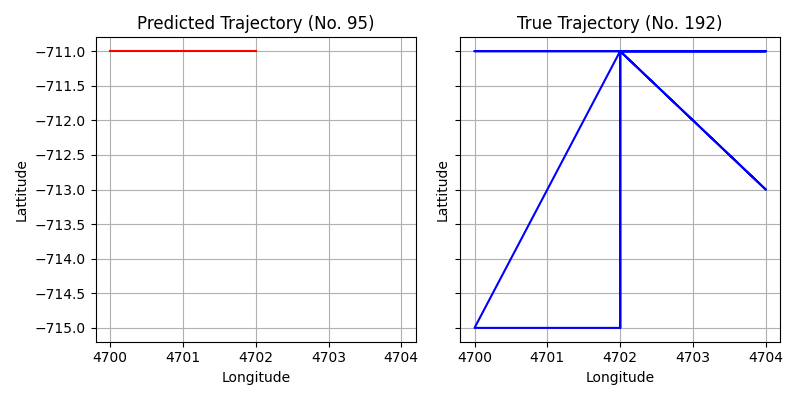 Predicted Trajectory (No. 95)
True Trajectory (No. 192)
Lattitude
−711.0
−711.5
−712.0
−712.5
−713.0
−713.5
−714.0
−714.5
−715.0
4700 4701 4702 4703 4704
Longitude
Lattitude
4700 4701 4702 4703 4704
Longitude